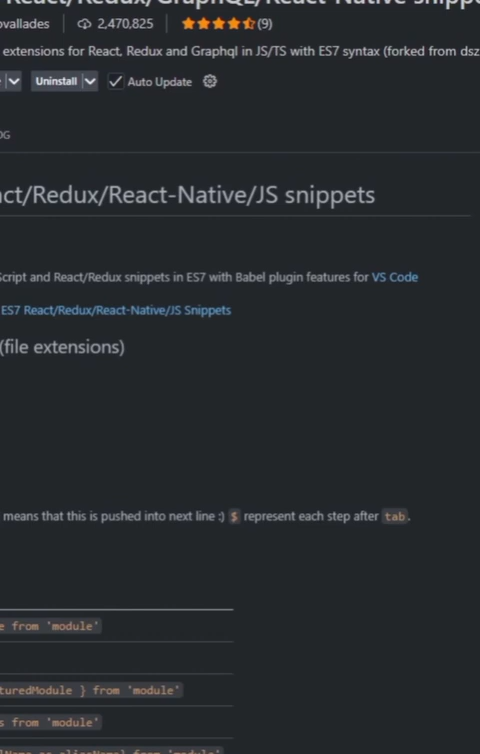 React/Redux/GraphQL/React-Native snippe
ovallades 2,470,825 (9)
extensions for React, Redux and Graphql in JS/TS with ES7 syntax (forked from dsz
Uninstall Auto Update
OG
act/Redux/React-Native/JS snippets
Script and React/Redux snippets in ES7 with Babel plugin features for VS Code
ES7 React/Redux/React-Native/JS Snippets
(file extensions)
means that this is pushed into next line :) $ represent each step after tab.
e from 'module'
turedModule } from 'module'
s from 'module'